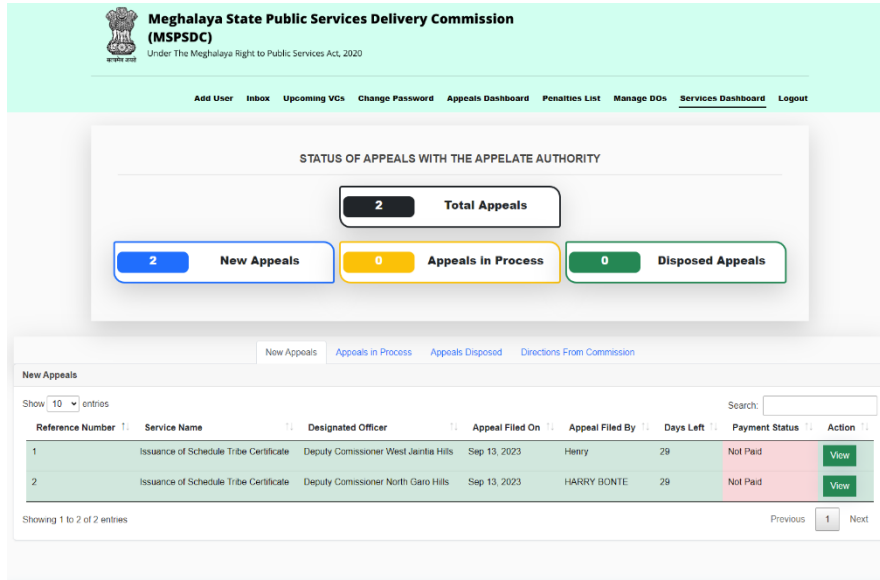 Meghalaya State Public Services Delivery Commission
(MSPSDC)
Under The Meghalaya Right to Public Services Act, 2020
सत्यमेव जयते
Add User Inbox Upcoming VCs Change Password Appeals Dashboard Penalties List Manage DOs Services Dashboard Logout
STATUS OF APPEALS WITH THE APPELATE AUTHORITY
2 Total Appeals
2 New Appeals 0 Appeals in Process 0 Disposed Appeals
New Appeals Appeals in Process Appeals Disposed Directions From Commission
New Appeals
Show 10 entries Search:
Reference Number Service Name Designated Officer Appeal Filed On Appeal Filed By Days Left Payment Status Action
1 Issuance of Schedule Tribe Certificate Deputy Comissioner West Jaintia Hills Sep 13, 2023 Henry 29 Not Paid View
2 Issuance of Schedule Tribe Certificate Deputy Comissioner North Garo Hills Sep 13, 2023 HARRY BONTE 29 Not Paid View
Showing 1 to 2 of 2 entries Previous 1 Next